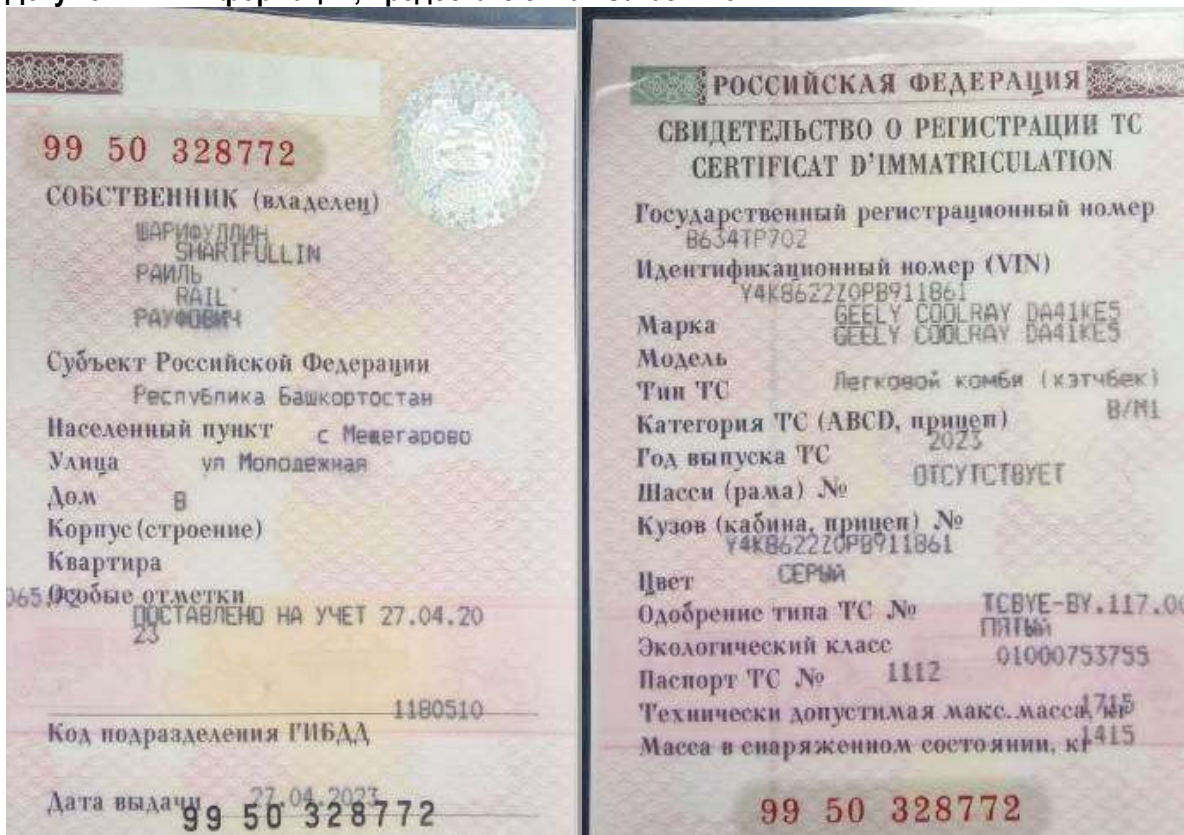 99 50 328772
СОБСТВЕННИК (владелец)
ШАРИФУЛЛИН
SHARIFULLIN
РАИЛЬ
RAIL
РАУФОВИЧ
Субъект Российской Федерации
Республика Башкортостан
Населенный пункт с Мещегарово
Улица ул Молодежная
Дом 8
Корпус (строение)
Квартира
Особые отметки
ПОСТАВЛЕНО НА УЧЕТ 27.04.20
23
1180510
Код подразделения ГИБДД
Дата выдачи 27.04.2023
99 50 328772
РОССИЙСКАЯ ФЕДЕРАЦИЯ
СВИДЕТЕЛЬСТВО О РЕГИСТРАЦИИ ТС
CERTIFICAT D'IMMATRICULATION
Государственный регистрационный номер
В634ТР702
Идентификационный номер (VIN)
Y4K8622Z0PB911861
Марка GEELY COOLRAY DA41KE5
Модель GEELY COOLRAY DA41KE5
Тип ТС Легковой комби (хэтчбек)
Категория ТС (ABCD, прицеп) B/M1
Год выпуска ТС 2023
Шасси (рама) № ОТСУТСТВУЕТ
Кузов (кабина, прицеп) №
Y4K8622Z0PB911861
Цвет СЕРЫЙ
Одобрение типа ТС № ТСBYE-BY.117.00
Экологический класс ПЯТЫЙ
Паспорт ТС № 1112 01000753755
Технически допустимая макс. масса, кг 1715
Масса в снаряженном состоянии, кг 1415
99 50 328772